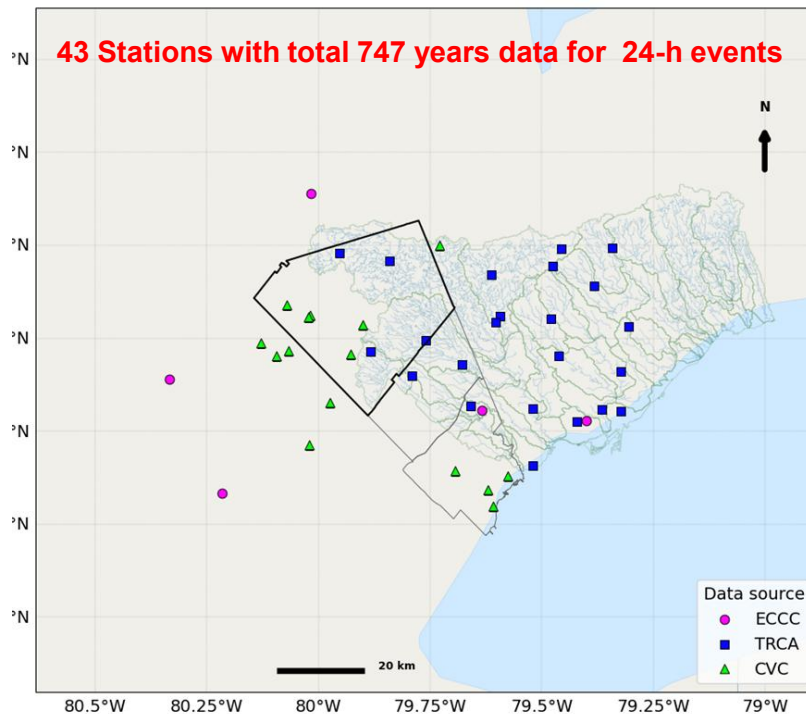 43 Stations with total 747 years data for 24-h events
N
°N
°N
°N
°N
°N
°N
°N
Data source
ECCC
TRCA
CVC
20 km
80.5°W 80.25°W 80°W 79.75°W 79.5°W 79.25°W 79°W